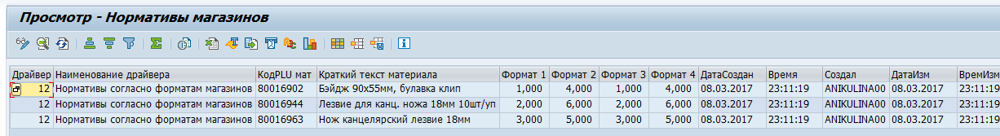 Просмотр - Нормативы магазинов
Драйвер Наименование драйвера КодPLU мат Краткий текст материала Формат 1 Формат 2 Формат 3 Формат 4 ДатаСоздан Время Создал ДатаИзм ВремИзм
12 Нормативы согласно форматам магазинов 80016902 Бэйдж 90x55мм, булавка клип 1,000 4,000 1,000 4,000 08.03.2017 23:11:19 ANIKULINA00 08.03.2017 23:11:19
12 Нормативы согласно форматам магазинов 80016944 Лезвие для канц. ножа 18мм 10шт/уп 2,000 6,000 2,000 6,000 08.03.2017 23:11:19 ANIKULINA00 08.03.2017 23:11:19
12 Нормативы согласно форматам магазинов 80016963 Нож канцелярский лезвие 18мм 3,000 5,000 3,000 5,000 08.03.2017 23:11:19 ANIKULINA00 08.03.2017 23:11:19